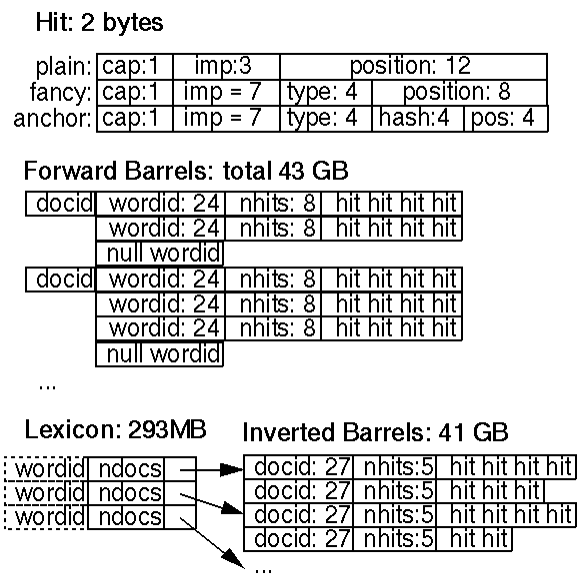 Hit: 2 bytes
plain: cap:1 imp:3 position: 12
fancy: cap:1 imp = 7 type: 4 position: 8
anchor: cap:1 imp = 7 type: 4 hash:4 pos: 4
Forward Barrels: total 43 GB
docid wordid: 24 nhits: 8 hit hit hit hit
wordid: 24 nhits: 8 hit hit hit hit
null wordid
docid wordid: 24 nhits: 8 hit hit hit hit
wordid: 24 nhits: 8 hit hit hit hit
wordid: 24 nhits: 8 hit hit hit hit
null wordid
...
Lexicon: 293MB
wordid ndocs
wordid ndocs
wordid ndocs
Inverted Barrels: 41 GB
docid: 27 nhits:5 hit hit hit hit
docid: 27 nhits:5 hit hit hit
docid: 27 nhits:5 hit hit hit hit
docid: 27 nhits:5 hit hit
...